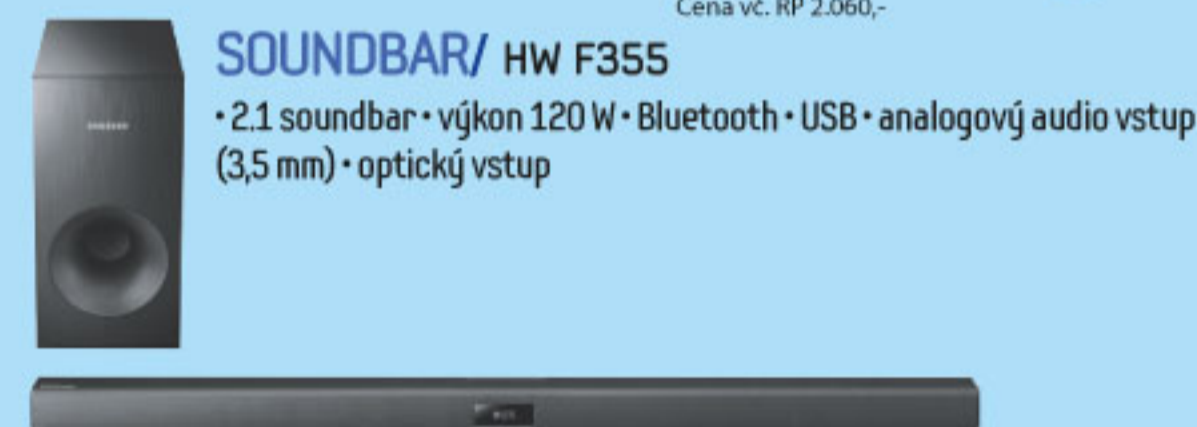 Cena vč. RP 2.060,-
SOUNDBAR/ HW F355
• 2.1 soundbar • výkon 120 W • Bluetooth • USB • analogový audio vstup
(3,5 mm) • optický vstup